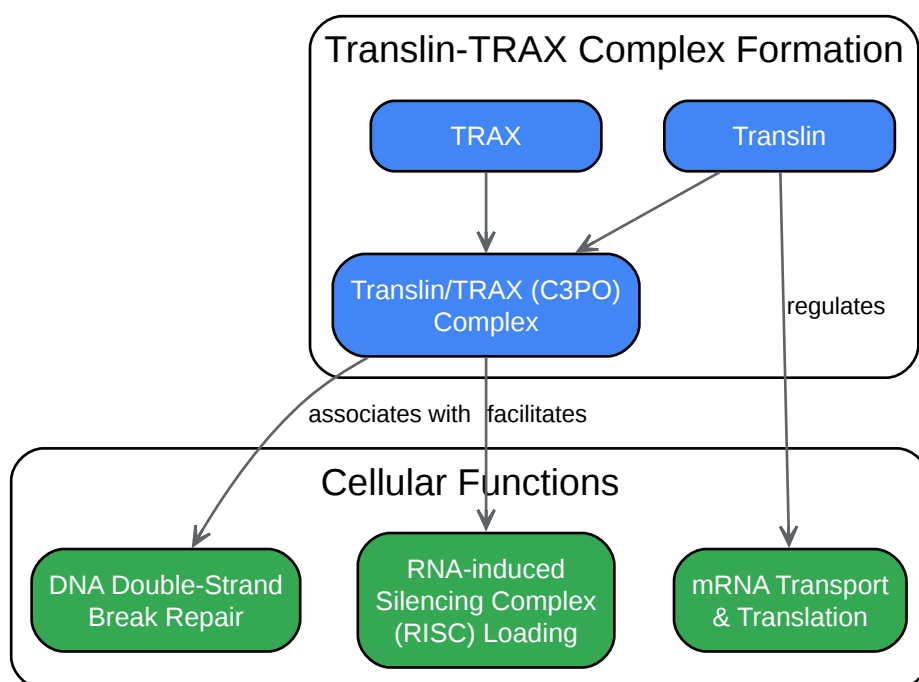 Translin-TRAX Complex Formation
TRAX
Translin
Translin/TRAX (C3PO)
Complex
regulates
associates with
facilitates
Cellular Functions
DNA Double-Strand
Break Repair
RNA-induced
Silencing Complex
(RISC) Loading
mRNA Transport
& Translation